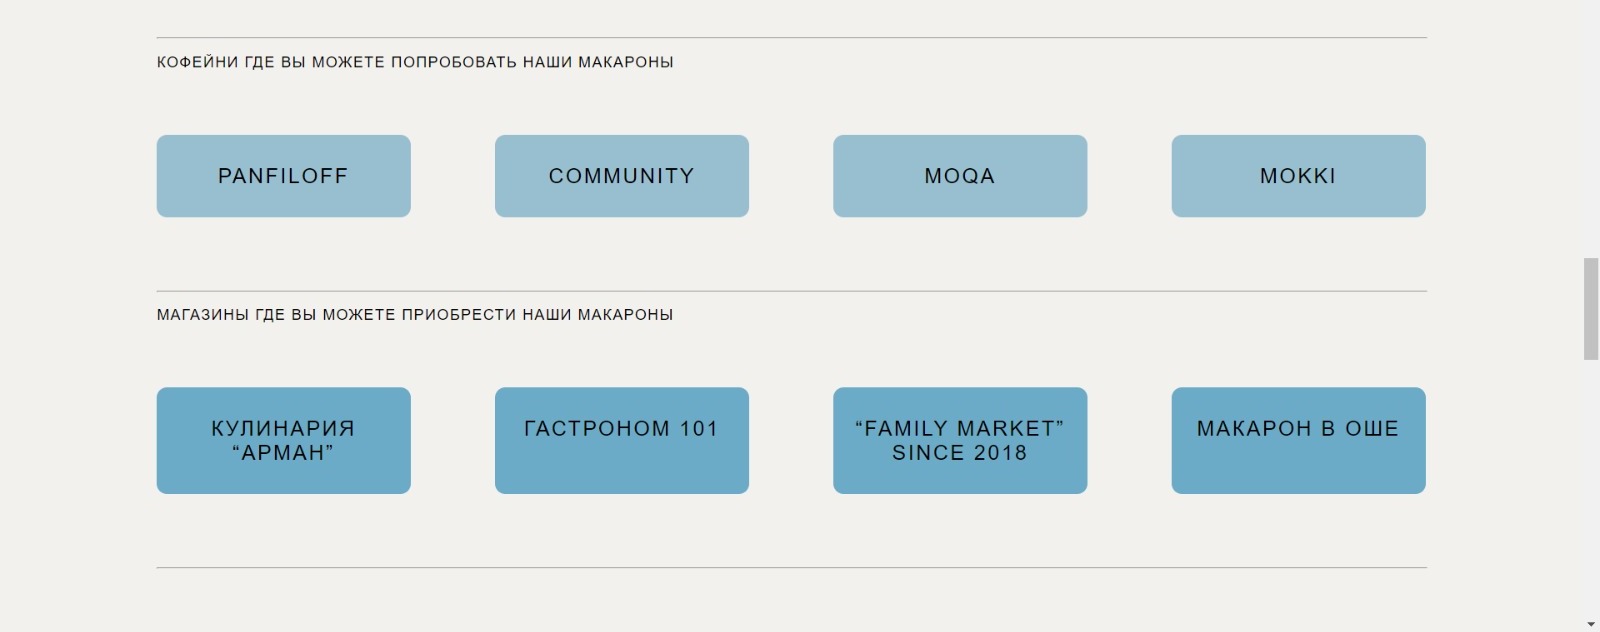 КОФЕЙНИ ГДЕ ВЫ МОЖЕТЕ ПОПРОБОВАТЬ НАШИ МАКАРОНЫ
PANFILOFF
COMMUNITY
MOQA
MOKKI
МАГАЗИНЫ ГДЕ ВЫ МОЖЕТЕ ПРИОБРЕСТИ НАШИ МАКАРОНЫ
КУЛИНАРИЯ
“АРМАН”
ГАСТРОНОМ 101
“FAMILY MARKET”
SINCE 2018
МАКАРОН В ОШЕ